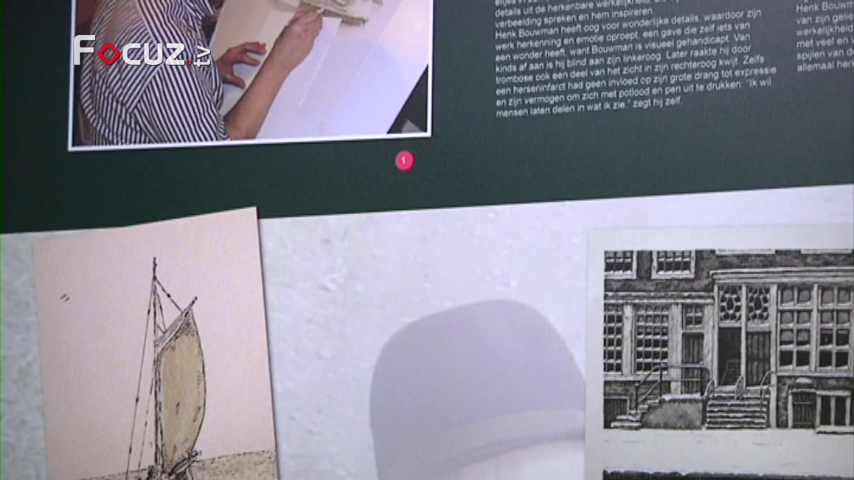 Focuz.tv
details uit de herkenbare werkelijkheid,
verbeelding spreken en hem inspireren.
Henk Bouwman heeft oog voor wonderlijke details, waardoor zijn
werk herkenning en emotie oproept, een gave die zelf iets van
een wonder heeft, want Bouwman is visueel gehandicapt. Van
kinds af aan is hij blind aan zijn linkeroog. Later raakte hij door
trombose ook een deel van het zicht in zijn rechteroog kwijt. Zelfs
een herseninfarct had geen invloed op zijn grote drang tot expressie
en zijn vermogen om zich met potlood en pen uit te drukken: "Ik wil
mensen laten delen in wat ik zie," zegt hij zelf.
Henk Bouwm
van zijn gelie
werkelijkheid
met veel en v
spijlen van de
allemaal herk
1